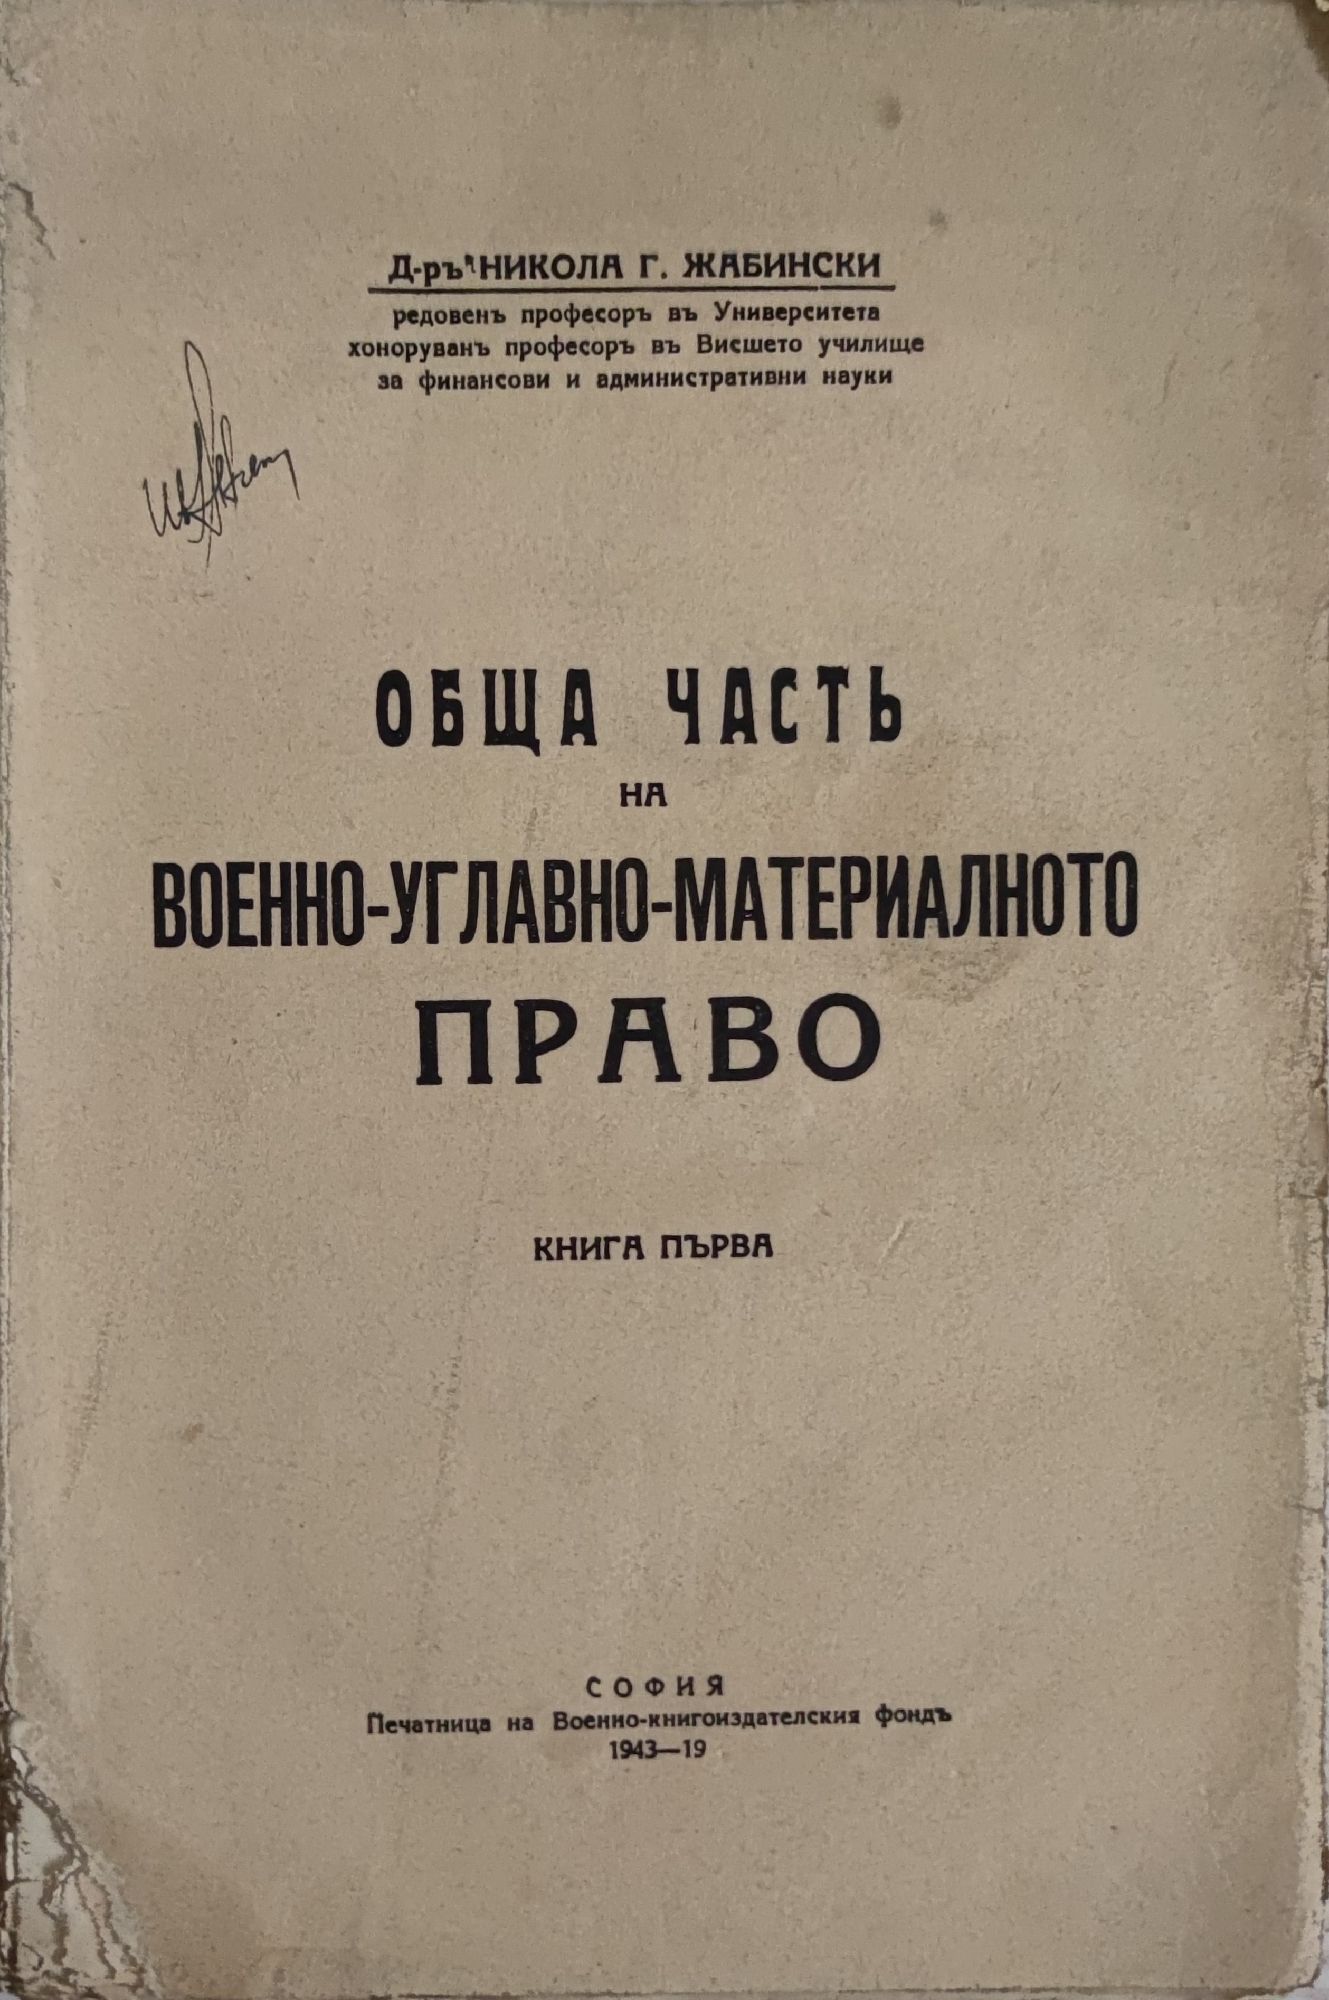 Д-ръ НИКОЛА Г. ЖАБИНСКИ
редовенъ професоръ въ Университета
хоноруванъ професоръ въ Висшето училище
за финансови и административни науки
ОБЩА ЧАСТЬ
НА
ВОЕННО-УГЛАВНО-МАТЕРИАЛНОТО
ПРАВО
КНИГА ПЪРВА
СОФИЯ
Печатница на Военно-книгоиздателския фондъ
1943—19